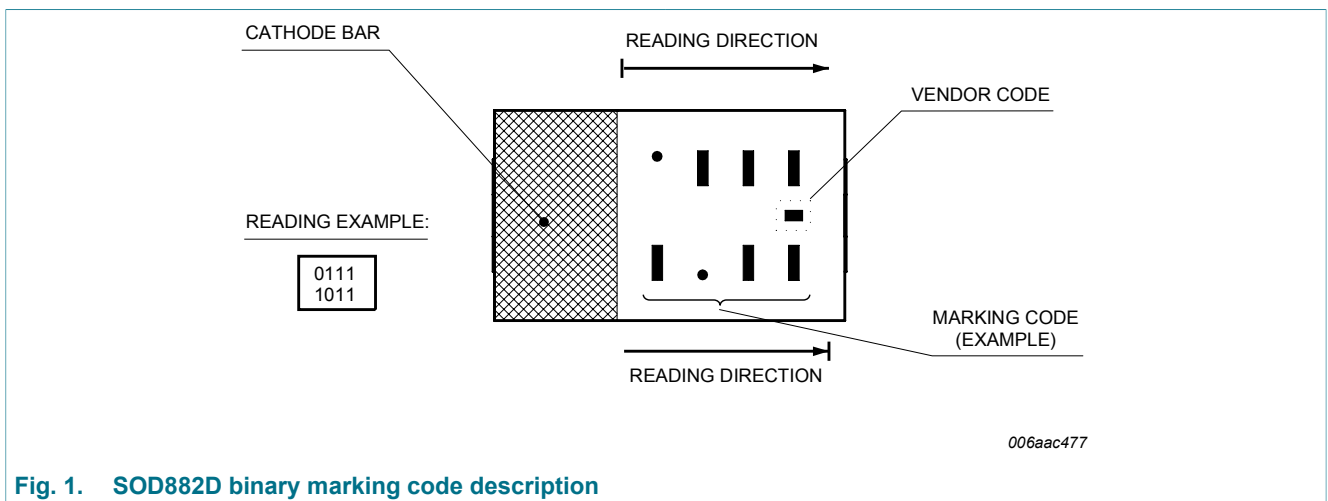 CATHODE BAR
READING DIRECTION
VENDOR CODE
READING EXAMPLE:
0111
1011
MARKING CODE
(EXAMPLE)
READING DIRECTION
006aac477
Fig. 1. SOD882D binary marking code description